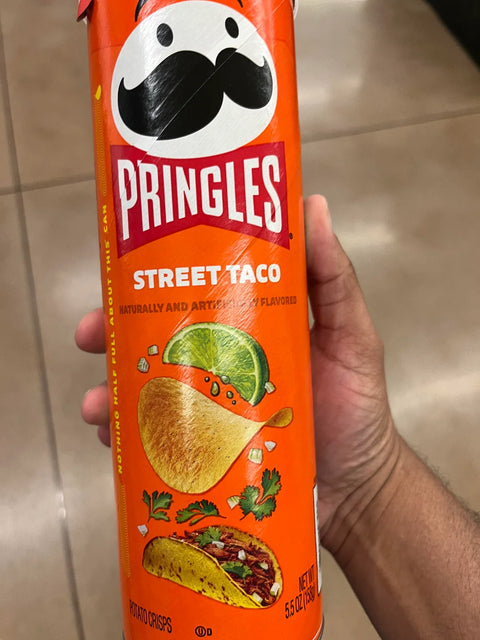 PRINGLES
STREET TACO
NATURALLY AND ARTIFICIALLY FLAVORED
NOTHING HALF FULL ABOUT THIS CAN
POTATO CRISPS
U D
NET WT
5.5 OZ (156g)